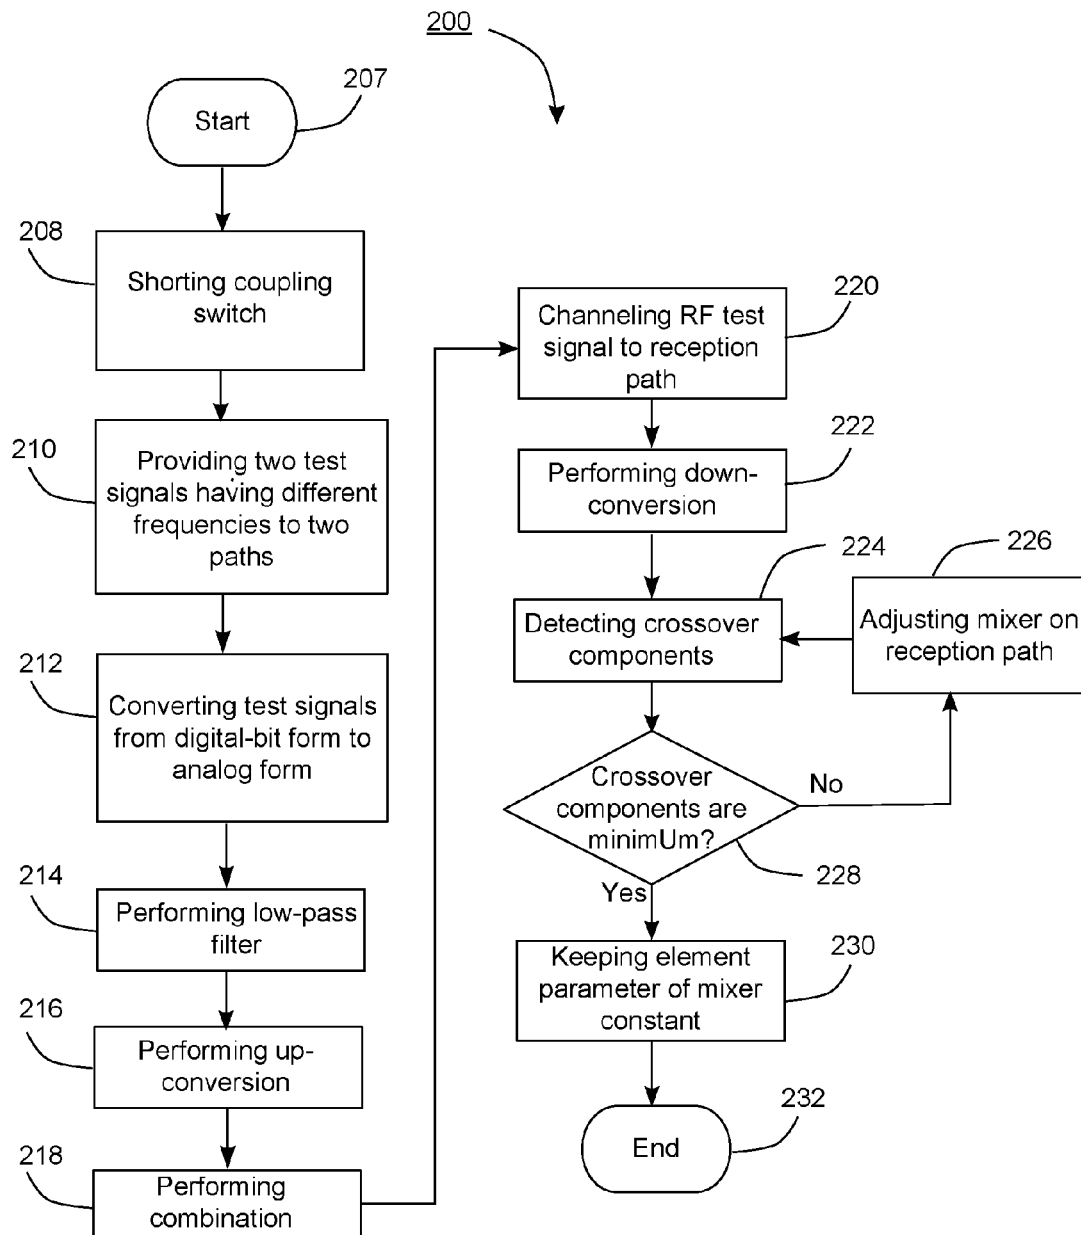 200
207
Start
208
Shorting coupling
switch
210
Providing two test
signals having different
frequencies to two
paths
212
Converting test signals
from digital-bit form to
analog form
214
Performing low-pass
filter
216
Performing up-
conversion
218
Performing
combination
220
Channeling RF test
signal to reception
path
222
Performing down-
conversion
224
Detecting crossover
components
226
Adjusting mixer on
reception path
Crossover
components are
minimUm?
No
228
Yes
230
Keeping element
parameter of mixer
constant
232
End